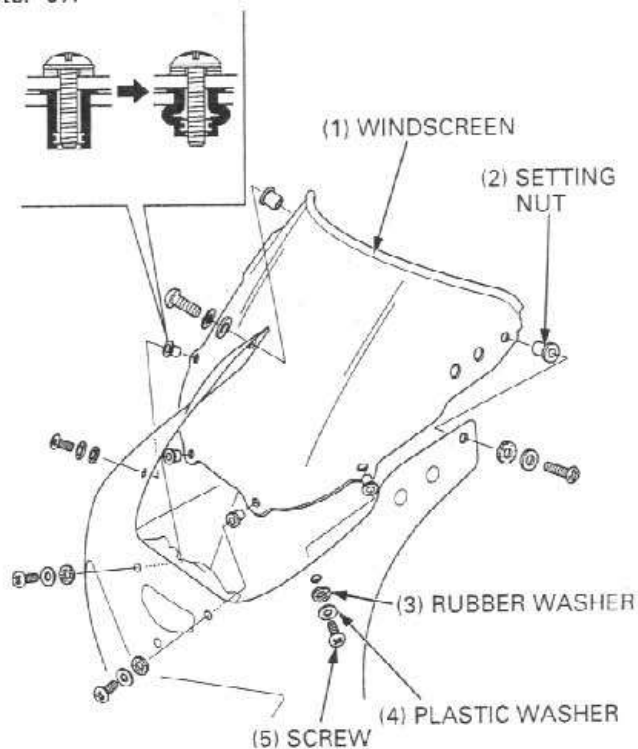 (1) WINDSCREEN
(2) SETTING
NUT
(3) RUBBER WASHER
(4) PLASTIC WASHER
(5) SCREW